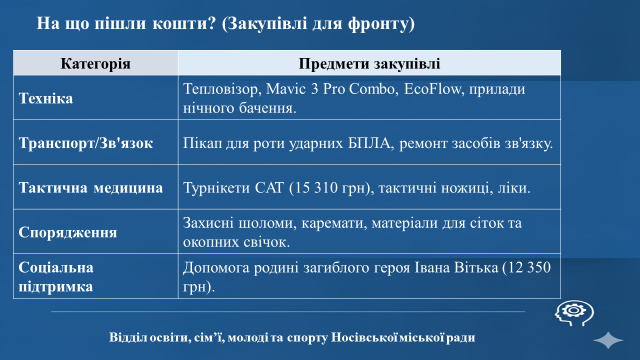 На що пішли кошти? (Закупівлі для фронту)
Категорія Предмети закупівлі
Техніка Тепловізор, Mavic 3 Pro Combo, EcoFlow, прилади
нічного бачення.
Транспорт/Зв'язок Пікап для роти ударних БПЛА, ремонт засобів зв'язку.
Тактична медицина Турнікети CAT (15 310 грн), тактичні ножиці, ліки.
Спорядження Захисні шоломи, каремати, матеріали для сіток та
окопних свічок.
Соціальна
підтримка
Допомога родині загиблого героя Івана Вітька (12 350
грн).
Відділ освіти, сім’ї, молоді та спорту Носівської міської ради